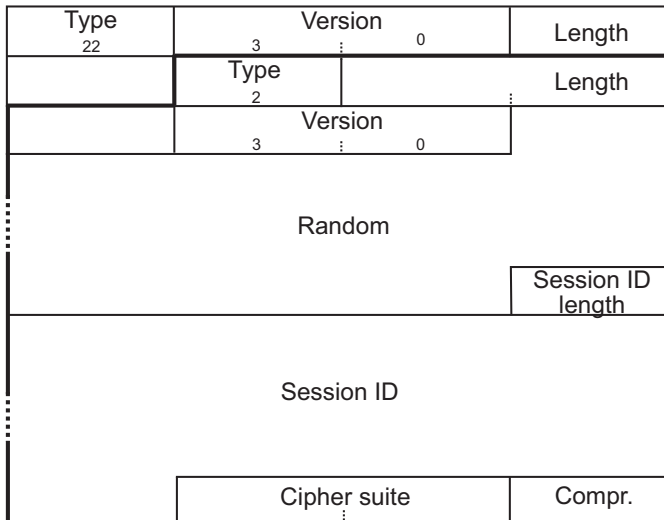 Type Version Length
22 3 0
Type Length
2
Version
3 0
Random
Session ID
length
Session ID
Cipher suite Compr.